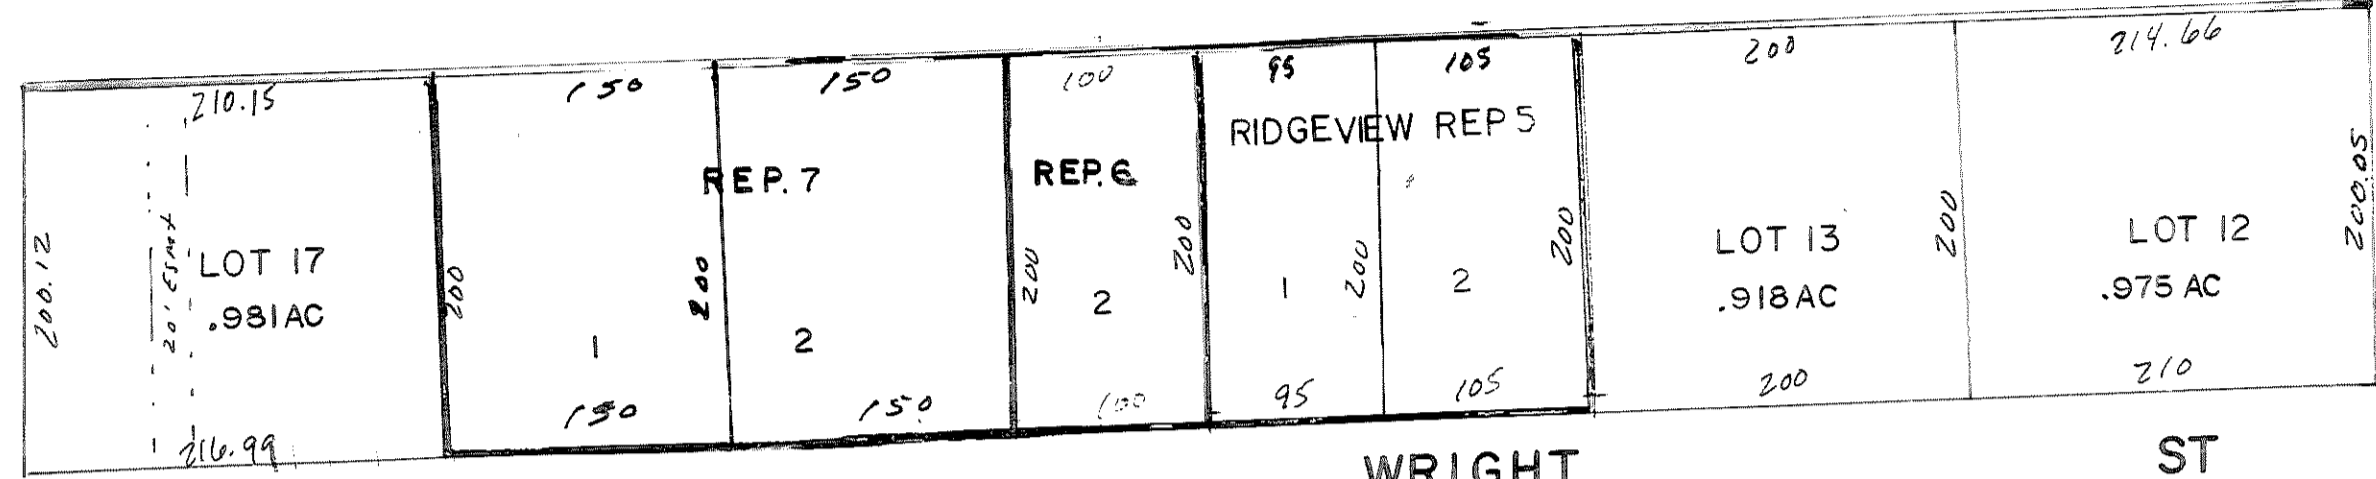 210.15
150
150
100
95
105
200
214.66
RIDGEVIEW REP 5
REP. 7
REP. 6
200.12
20' ESMT
LOT 17
.981 AC
200
200
200
200
200
200
LOT 13
.918 AC
200
LOT 12
.975 AC
200.05
1
2
2
1
2
216.99
150
150
100
95
105
200
210
WRIGHT ST